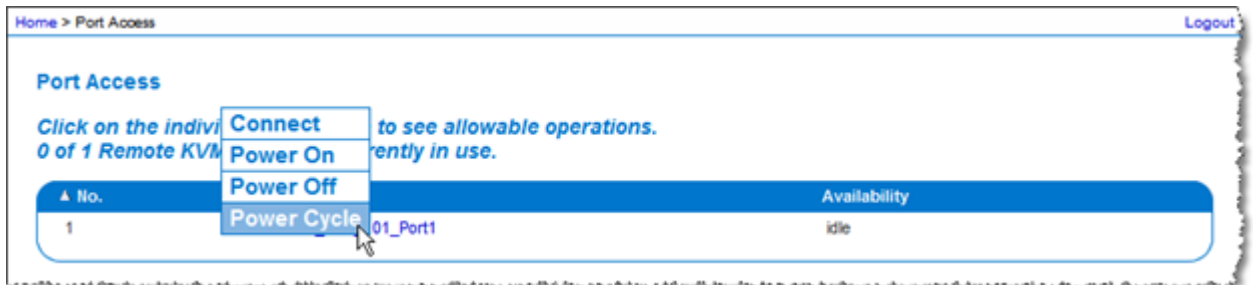 Home > Port Access Logout
Port Access
Click on the indivi to see allowable operations.
0 of 1 Remote KVM rently in use.
Connect
Power On
Power Off
Power Cycle
▲ No. Availability
1 01_Port1 idle